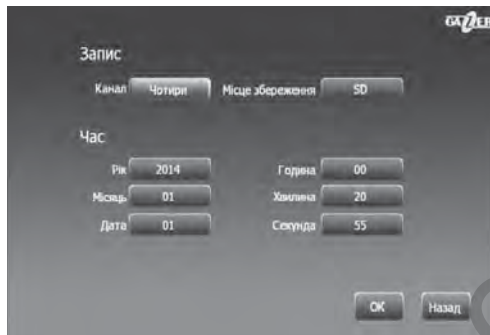 GAZER
Запис
Канал Чотири Місце збереження SD
Час
Рік 2014 Година 00
Місяць 01 Хвилина 20
Дата 01 Секунда 55
OK Назад